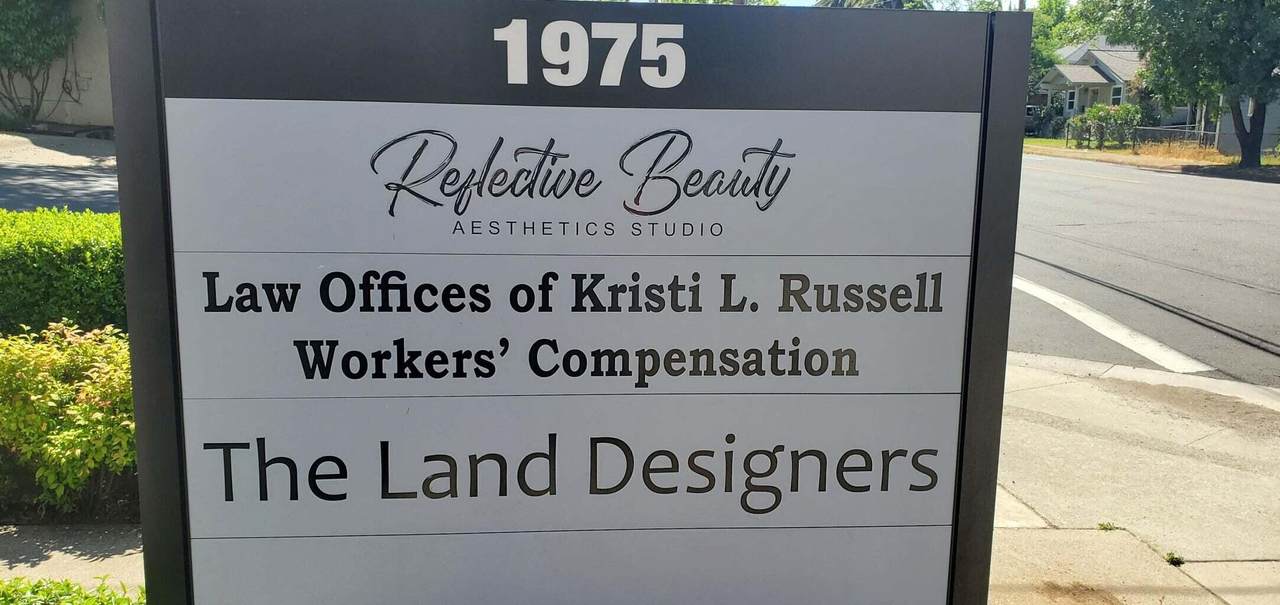 1975
Reflective Beauty
AESTHETICS STUDIO
Law Offices of Kristi L. Russell
Workers’ Compensation
The Land Designers